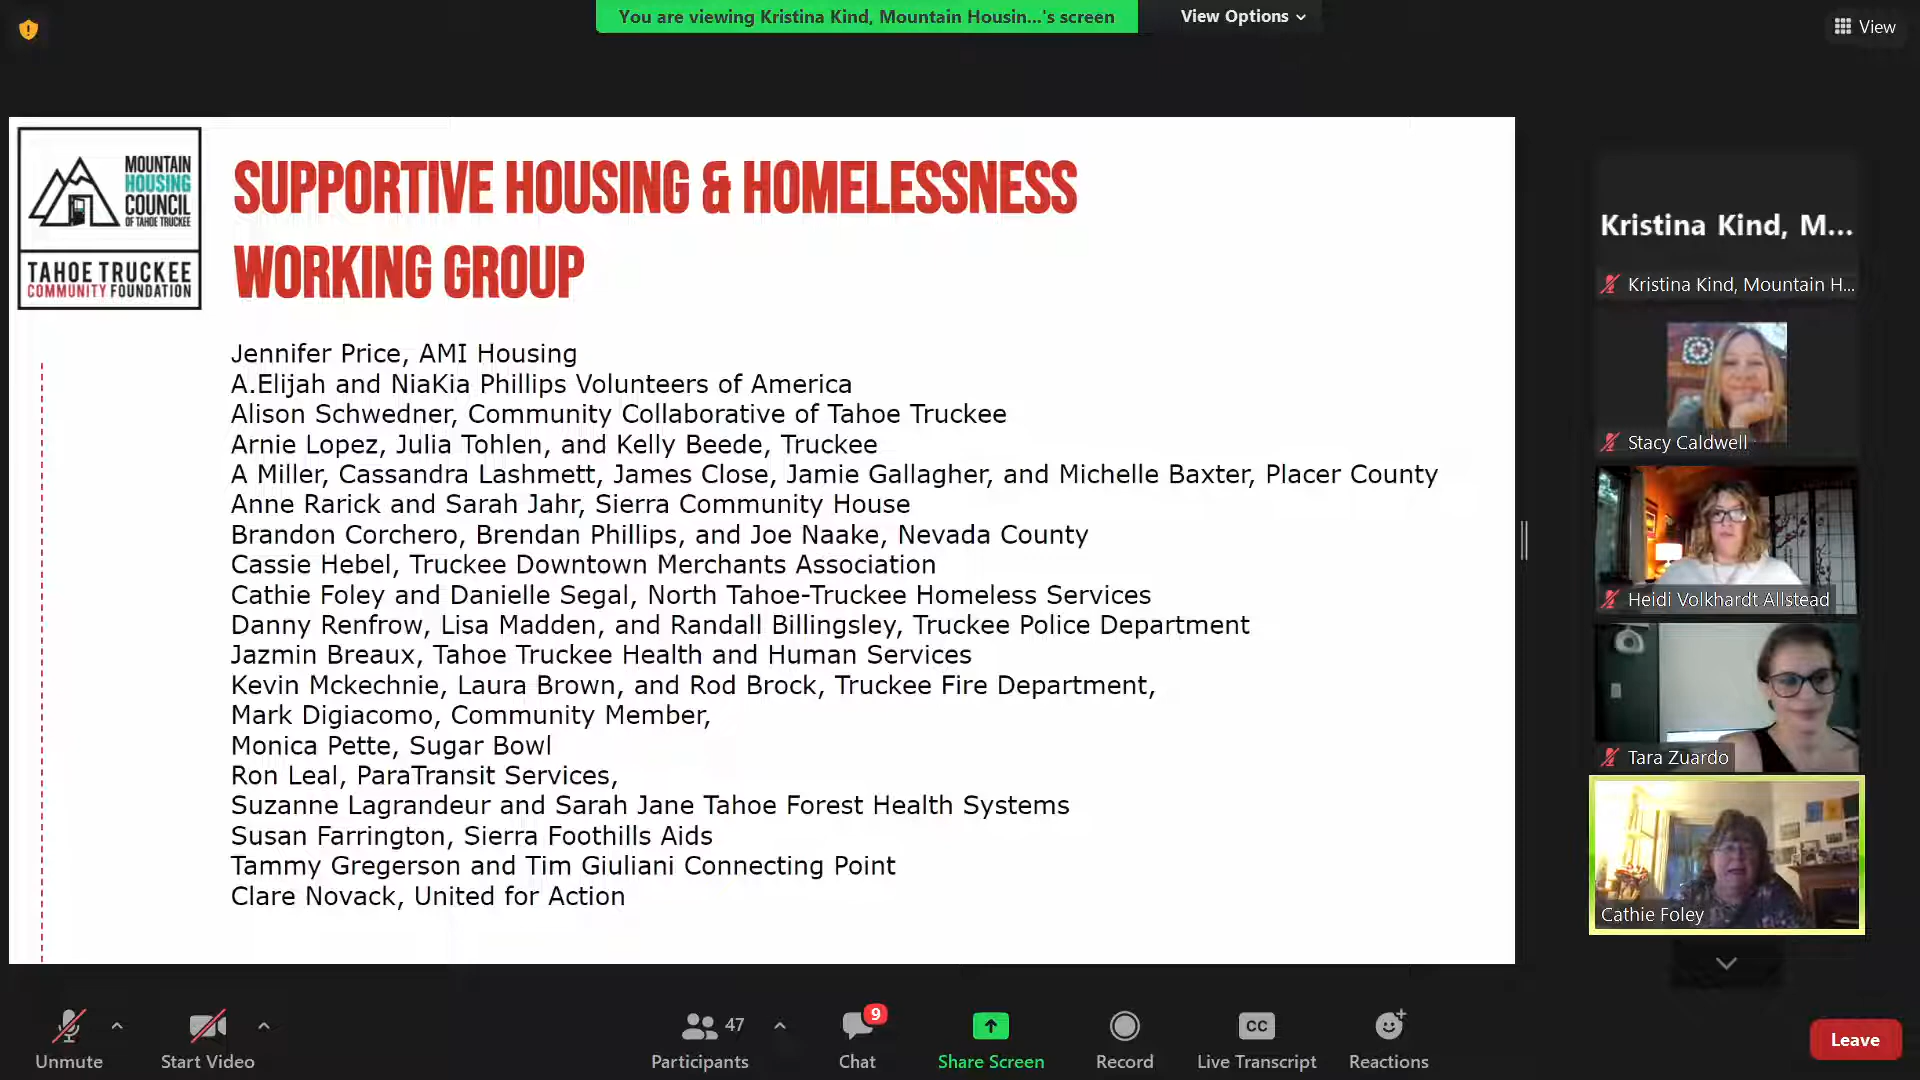 You are viewing Kristina Kind, Mountain Housin...'s screen
View Options
View
MOUNTAIN
HOUSING
COUNCIL
OF TAHOE TRUCKEE
TAHOE TRUCKEE
COMMUNITY FOUNDATION
SUPPORTIVE HOUSING & HOMELESSNESS
WORKING GROUP
Jennifer Price, AMI Housing
A.Elijah and NiaKia Phillips Volunteers of America
Alison Schwedner, Community Collaborative of Tahoe Truckee
Arnie Lopez, Julia Tohlen, and Kelly Beede, Truckee
A Miller, Cassandra Lashmett, James Close, Jamie Gallagher, and Michelle Baxter, Placer County
Anne Rarick and Sarah Jahr, Sierra Community House
Brandon Corchero, Brendan Phillips, and Joe Naake, Nevada County
Cassie Hebel, Truckee Downtown Merchants Association
Cathie Foley and Danielle Segal, North Tahoe-Truckee Homeless Services
Danny Renfrow, Lisa Madden, and Randall Billingsley, Truckee Police Department
Jazmin Breaux, Tahoe Truckee Health and Human Services
Kevin Mckechnie, Laura Brown, and Rod Brock, Truckee Fire Department,
Mark Digiacomo, Community Member,
Monica Pette, Sugar Bowl
Ron Leal, ParaTransit Services,
Suzanne Lagrandeur and Sarah Jane Tahoe Forest Health Systems
Susan Farrington, Sierra Foothills Aids
Tammy Gregerson and Tim Giuliani Connecting Point
Clare Novack, United for Action
Kristina Kind, M...
Kristina Kind, Mountain H...
Stacy Caldwell
Heidi Volkhardt Allstead
Tara Zuardo
Cathie Foley
Unmute
Start Video
47
Participants
9
Chat
Share Screen
Record
CC
Live Transcript
Reactions
Leave